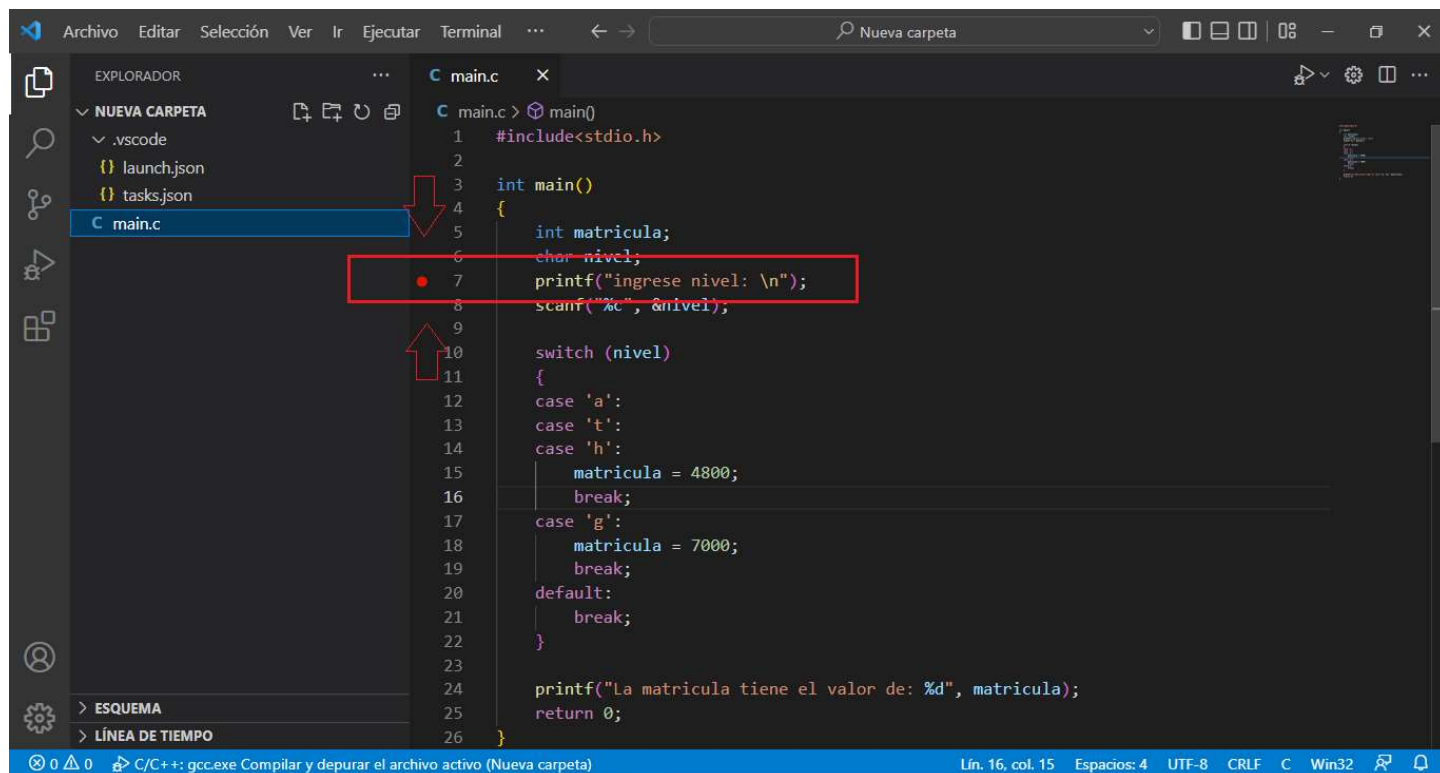 Archivo Editar Selección Ver Ir Ejecutar Terminal ··· Nueva carpeta
EXPLORADOR ···
NUEVA CARPETA
.vscode
{} launch.json
{} tasks.json
C main.c
C main.c ···
C main.c > main()
1 #include<stdio.h>
2
3 int main()
4 {
5     int matricula;
6     char nivel;
7     printf("ingrese nivel: \n");
8     scanf("%c", &nivel);
9
10     switch (nivel)
11     {
12     case 'a':
13     case 't':
14     case 'h':
15         matricula = 4800;
16         break;
17     case 'g':
18         matricula = 7000;
19         break;
20     default:
21         break;
22     }
23
24     printf("La matricula tiene el valor de: %d", matricula);
25     return 0;
26 }
ESQUEMA
LÍNEA DE TIEMPO
0 0 C/C++: gcc.exe Compilar y depurar el archivo activo (Nueva carpeta) Lín. 16, col. 15 Espacios: 4 UTF-8 CRLF C Win32